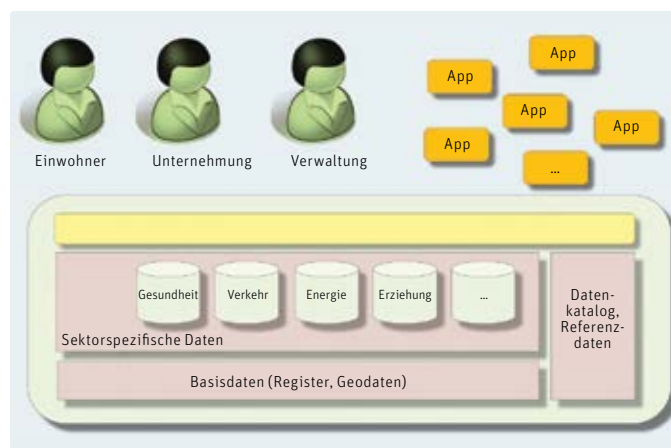 Einwohner
Unternehmung
Verwaltung
App
App
App
App
App
...
Gesundheit
Verkehr
Energie
Erziehung
...
Sektorspezifische Daten
Daten-
katalog,
Referenz-
daten
Basisdaten (Register, Geodaten)